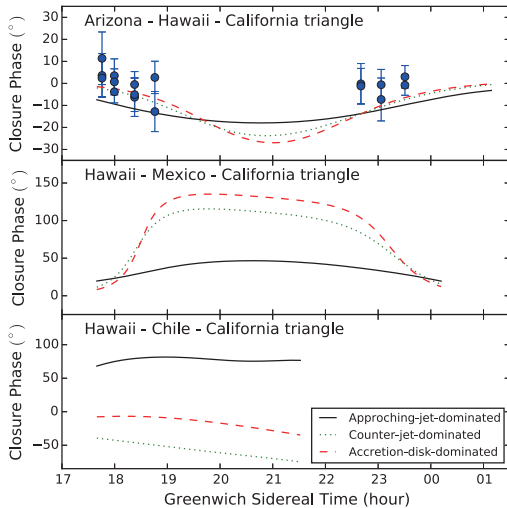 Arizona - Hawaii - California triangle
30
20
10
0
−10
−20
−30
Closure Phase (°)
Hawaii - Mexico - California triangle
150
100
50
0
Closure Phase (°)
Hawaii - Chile - California triangle
100
50
0
−50
Closure Phase (°)
Approching-jet-dominated
Counter-jet-dominated
Accretion-disk-dominated
17 18 19 20 21 22 23 00 01
Greenwich Sidereal Time (hour)